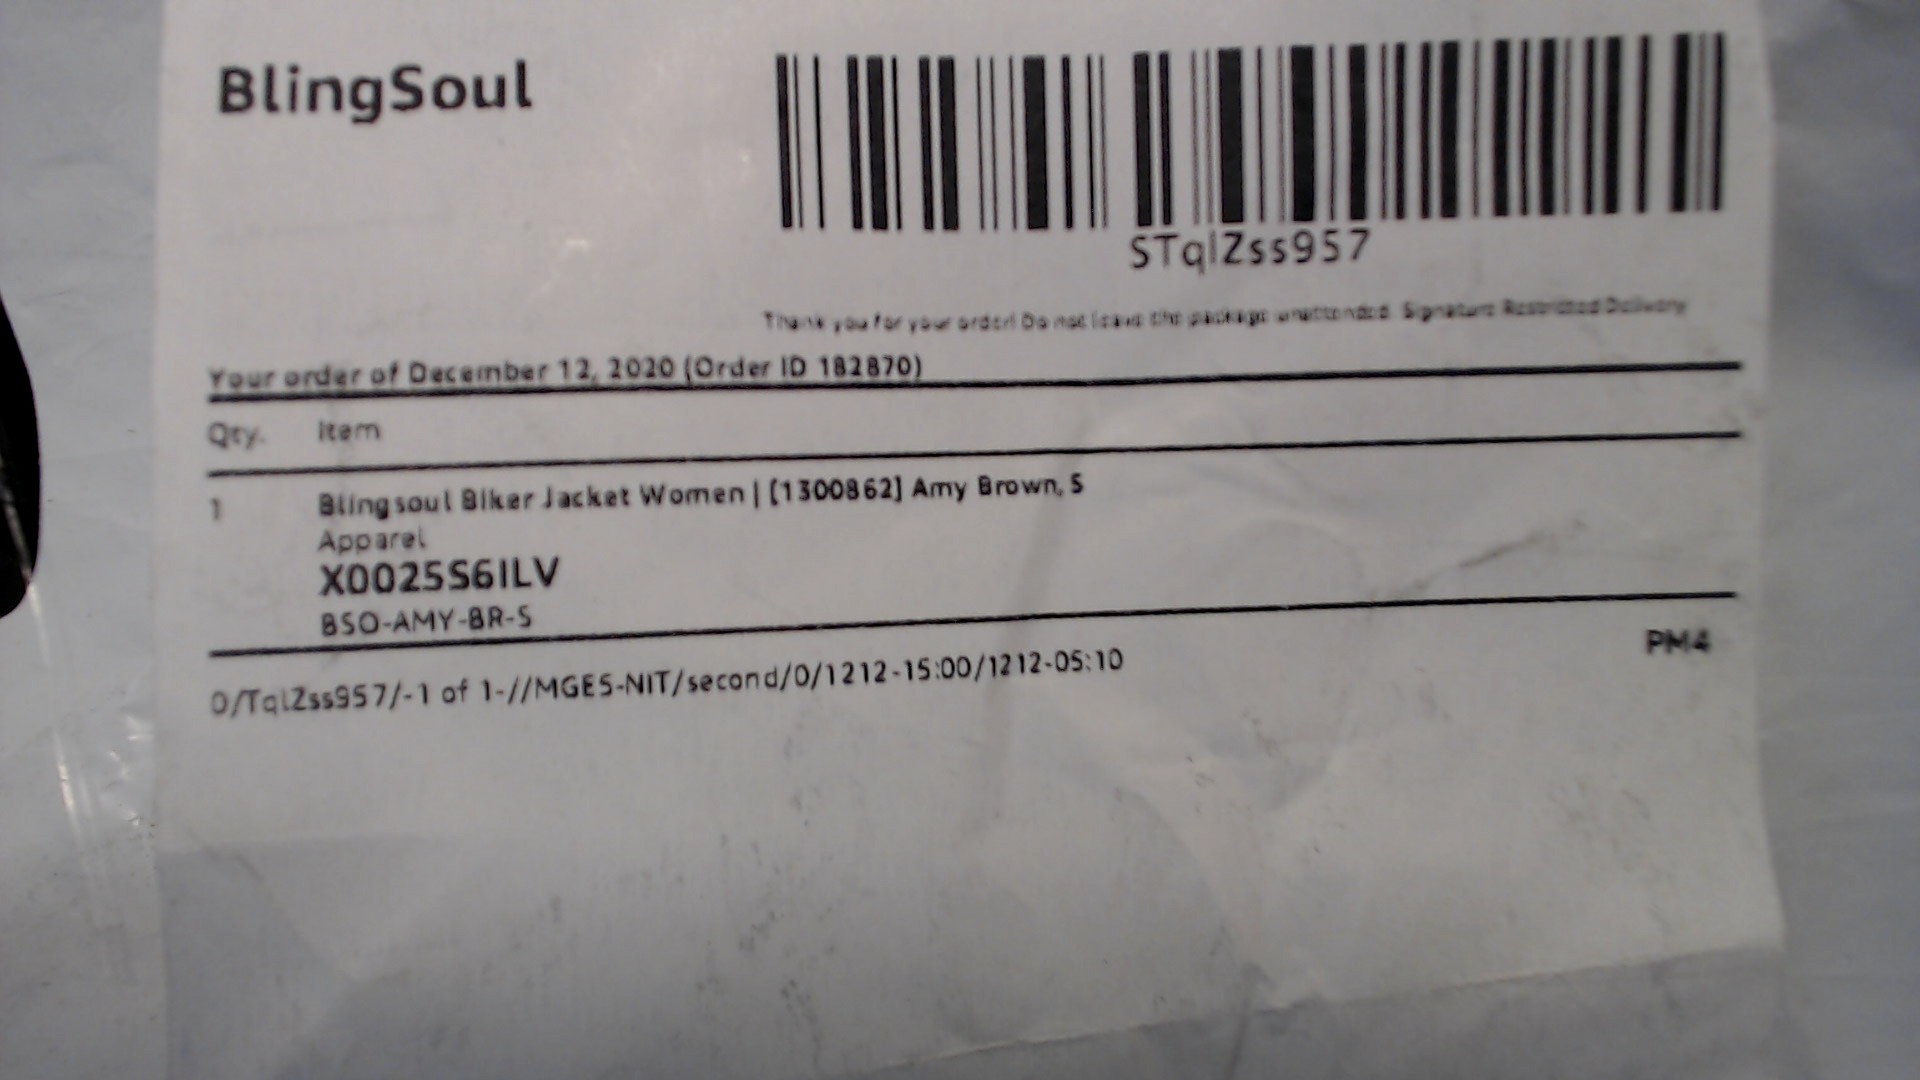 BlingSoul
STqlZss957
Thank you for your order! Do not leave the package unattended. Signature Restricted Delivery
Your order of December 12, 2020 (Order ID 182870)
Qty. Item
1 Blingsoul Biker Jacket Women | [1300862] Amy Brown, S
Apparel
X0025S6ILV
BSO-AMY-BR-S
PM4
0/TqlZss957/-1 of 1-//MGE5-NIT/second/0/1212-15:00/1212-05:10